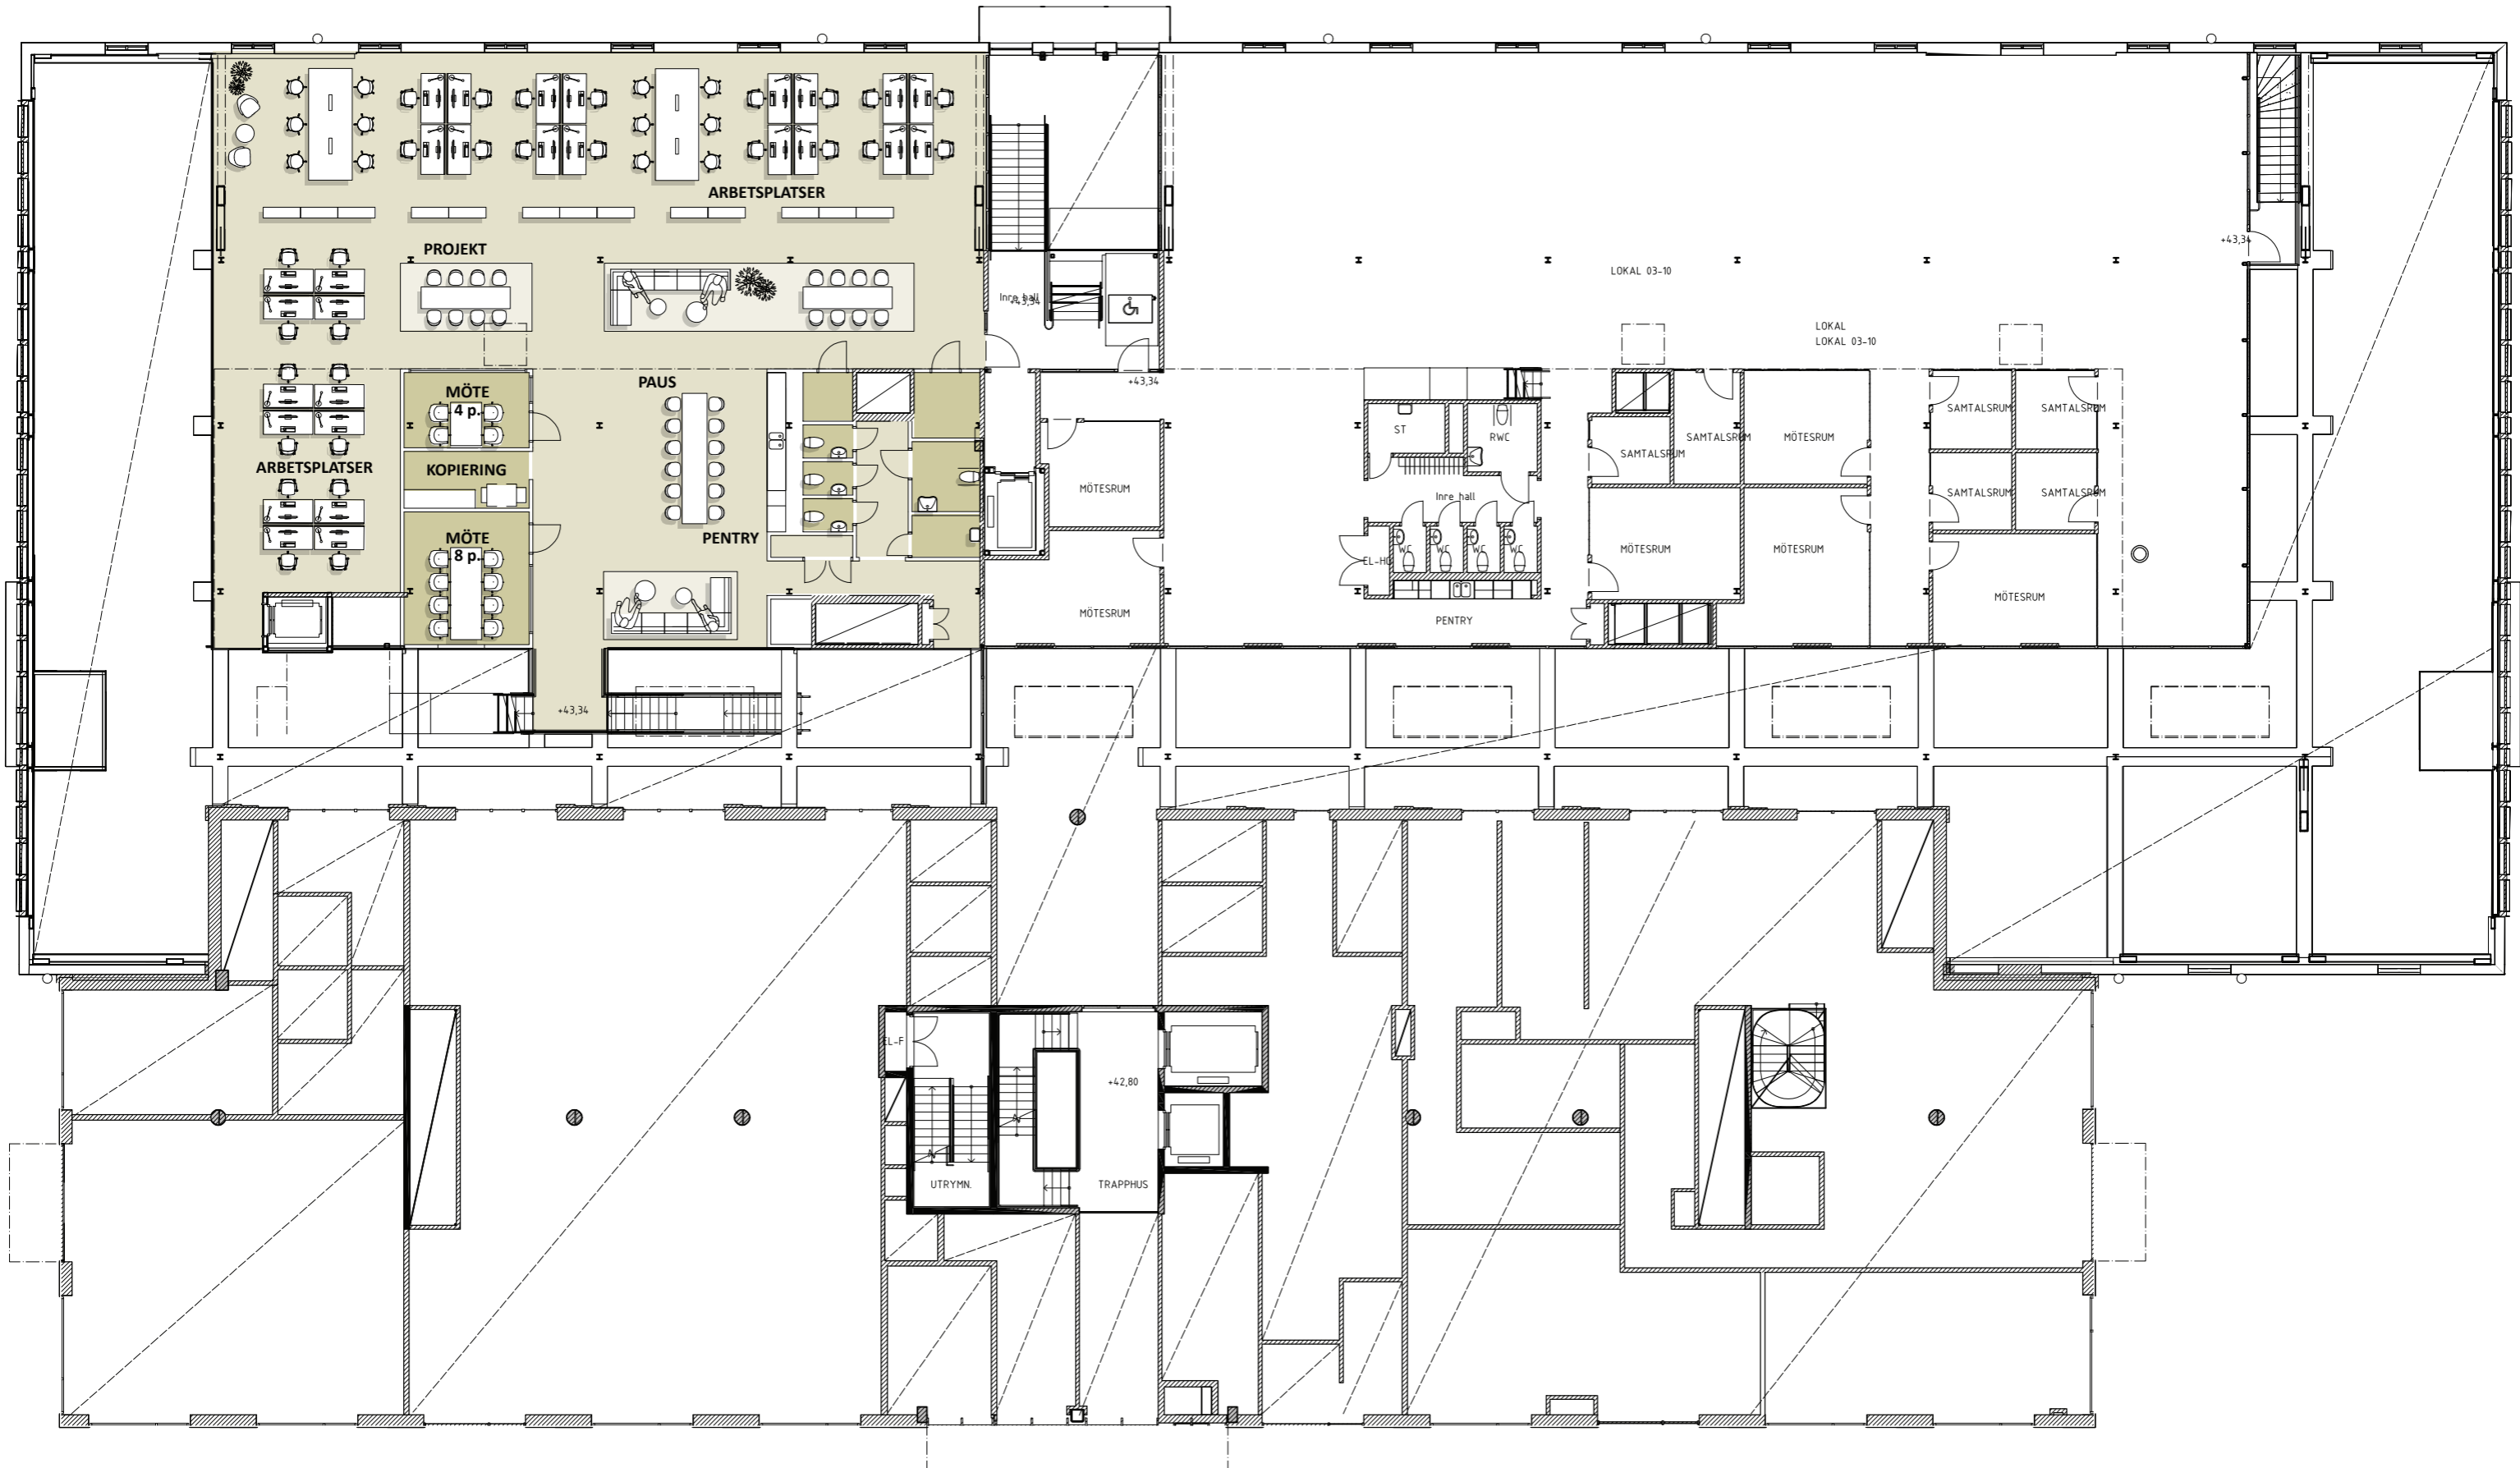 ARBETSPLATSER
PROJEKT
+43,34
LOKAL 03-10
Inre hall
+43,34
LOKAL
LOKAL 03-10
PAUS
+43,34
MÖTE
4 p.
ST
RWC
SAMTALSRUM
SAMTALSRUM
MÖTESRUM
SAMTALSRUM
SAMTALSRUM
ARBETSPLATSER
KOPIERING
MÖTESRUM
Inre hall
SAMTALSRUM
SAMTALSRUM
MÖTE
8 p.
PENTRY
EL-HC
WC
WC
WC
WC
MÖTESRUM
MÖTESRUM
MÖTESRUM
MÖTESRUM
PENTRY
+43,34
EL-F
+42,80
UTRYMN.
TRAPPHUS